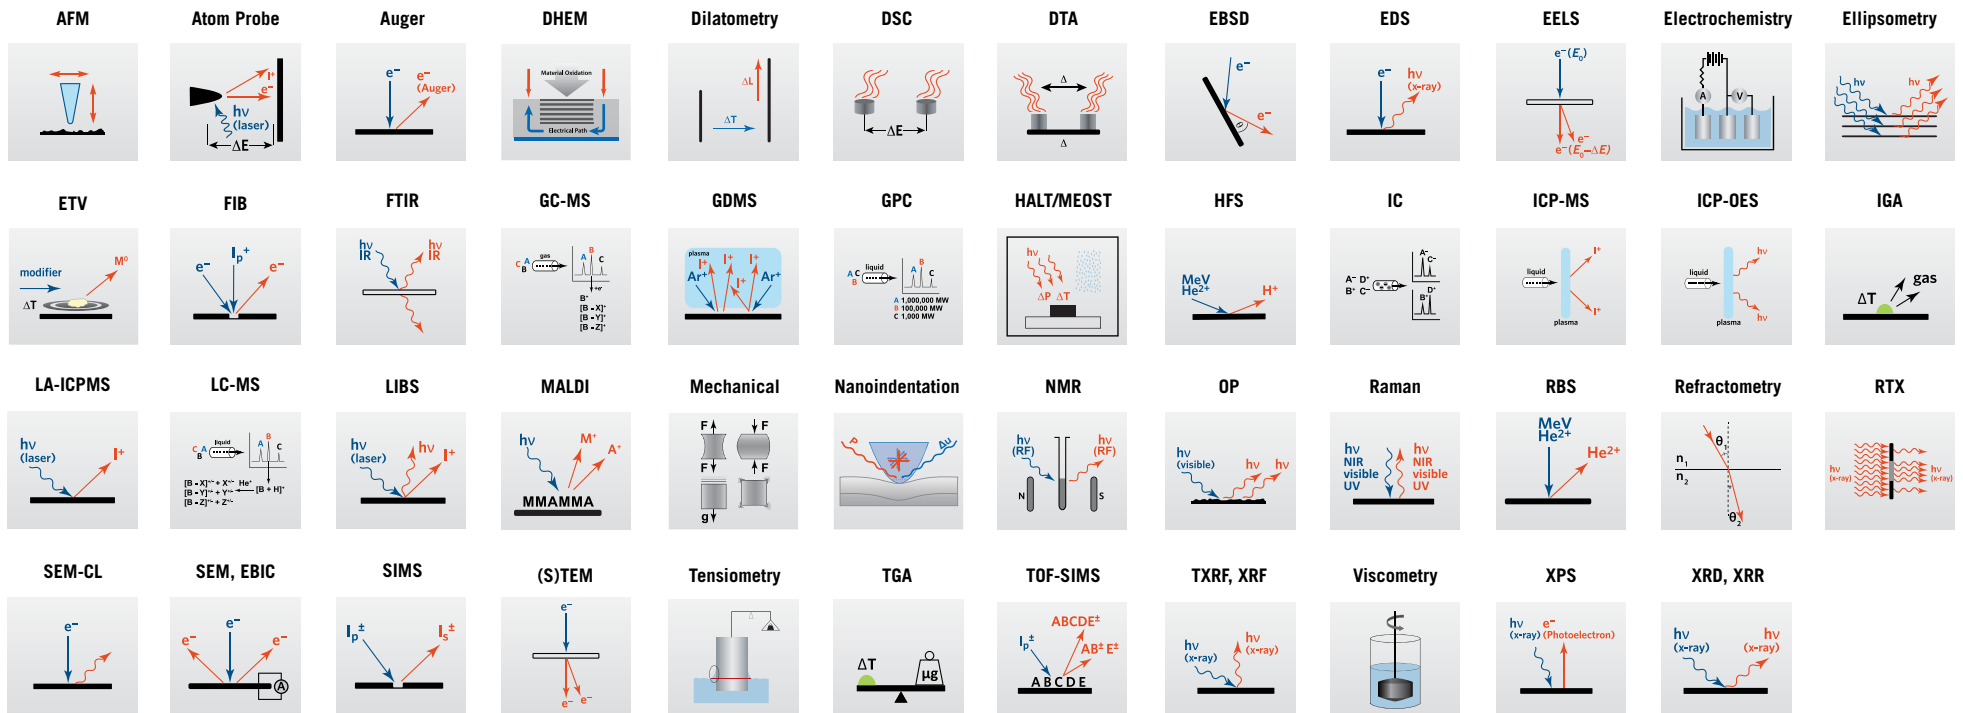 AFM Atom Probe Auger DHEM Dilatometry DSC DTA EBSD EDS EELS Electrochemistry Ellipsometry
I⁺
e⁻
hν
(laser)
ΔE
e⁻
e⁻
(Auger)
Material Oxidation
Electrical Path
ΔL
ΔT
ΔE
Δ
Δ
e⁻
θ
e⁻
e⁻
hν
(x-ray)
e⁻(E₀)
e⁻
e⁻(E₀–ΔE)
A
V
hν
hν
ETV FIB FTIR GC-MS GDMS GPC HALT/MEOST HFS IC ICP-MS ICP-OES IGA
modifier
M⁰
ΔT
e⁻
Iₚ⁺
e⁻
hν
IR
hν
IR
gas
C A
B
A
B
C
+e⁻
B⁺
[B - X]⁺
[B - Y]⁺
[B - Z]⁺
plasma
I⁺ I⁺ I⁺
Ar⁺ Ar⁺
I⁺
liquid
A C
B
A
B
C
A 1,000,000 MW
B 100,000 MW
C 1,000 MW
hν
ΔP ΔT
MeV
He²⁺
H⁺
A⁻ D⁺
B⁺ C⁻
A⁻
C⁻
D⁺
B⁺
liquid
I⁺
I⁺
plasma
liquid
hν
hν
plasma
gas
ΔT
LA-ICPMS LC-MS LIBS MALDI Mechanical Nanoindentation NMR OP Raman RBS Refractometry RTX
hν
(laser)
I⁺
liquid
C A
B
A
B
C
[B - X]⁺/⁻ + X⁺/⁻ He⁺
[B - Y]⁺/⁻ + Y⁺/⁻ [B + H]⁺
[B - Z]⁺/⁻ + Z⁺/⁻
hν
(laser)
hν
I⁺
hν
M⁺
A⁺
MMAMMA
F F
F F
g
P
Δu
hν
(RF)
hν
(RF)
N S
hν
(visible)
hν hν
hν
NIR
visible
UV
hν
NIR
visible
UV
MeV
He²⁺
He²⁺
θ₁
n₁
n₂
θ₂
hν
(x-ray)
hν
(x-ray)
SEM-CL SEM, EBIC SIMS (S)TEM Tensiometry TGA TOF-SIMS TXRF, XRF Viscometry XPS XRD, XRR
e⁻
e⁻ e⁻ e⁻
A
Iₚ±
Iₛ±
e⁻
e⁻
e⁻
ΔT
µg
ABCDE±
Iₚ±
AB± E±
A B C D E
hν
(x-ray)
hν
(x-ray)
hν
(x-ray)
e⁻
(Photoelectron)
hν
(x-ray)
hν
(x-ray)